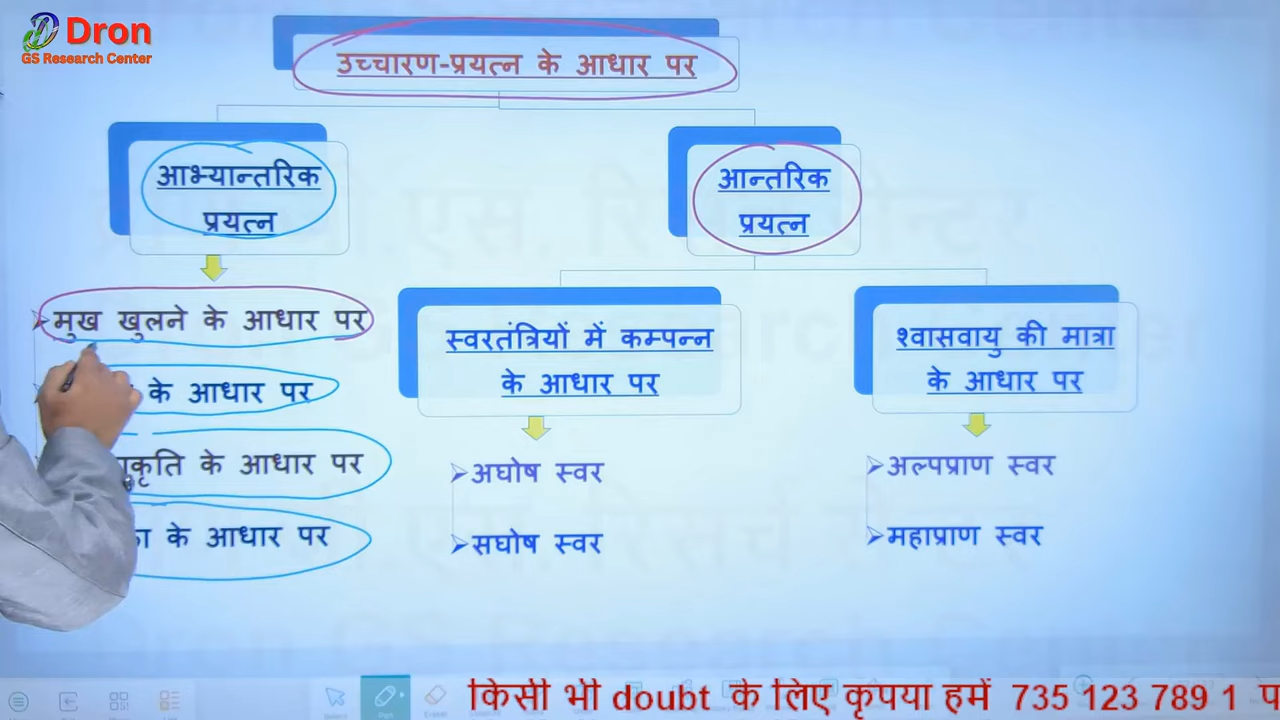 Dron
GS Research Center
उच्चारण-प्रयत्न के आधार पर
आभ्यान्तरिक
प्रयत्न
आन्तरिक
प्रयत्न
मुख खुलने के आधार पर
के आधार पर
के आधार पर
के आधार पर
स्वरतंत्रियों में कम्पन्न
के आधार पर
अघोष स्वर
सघोष स्वर
श्वासवायु की मात्रा
के आधार पर
अल्पप्राण स्वर
महाप्राण स्वर
किसी भी doubt के लिए कृपया हमें 735 123 789 1